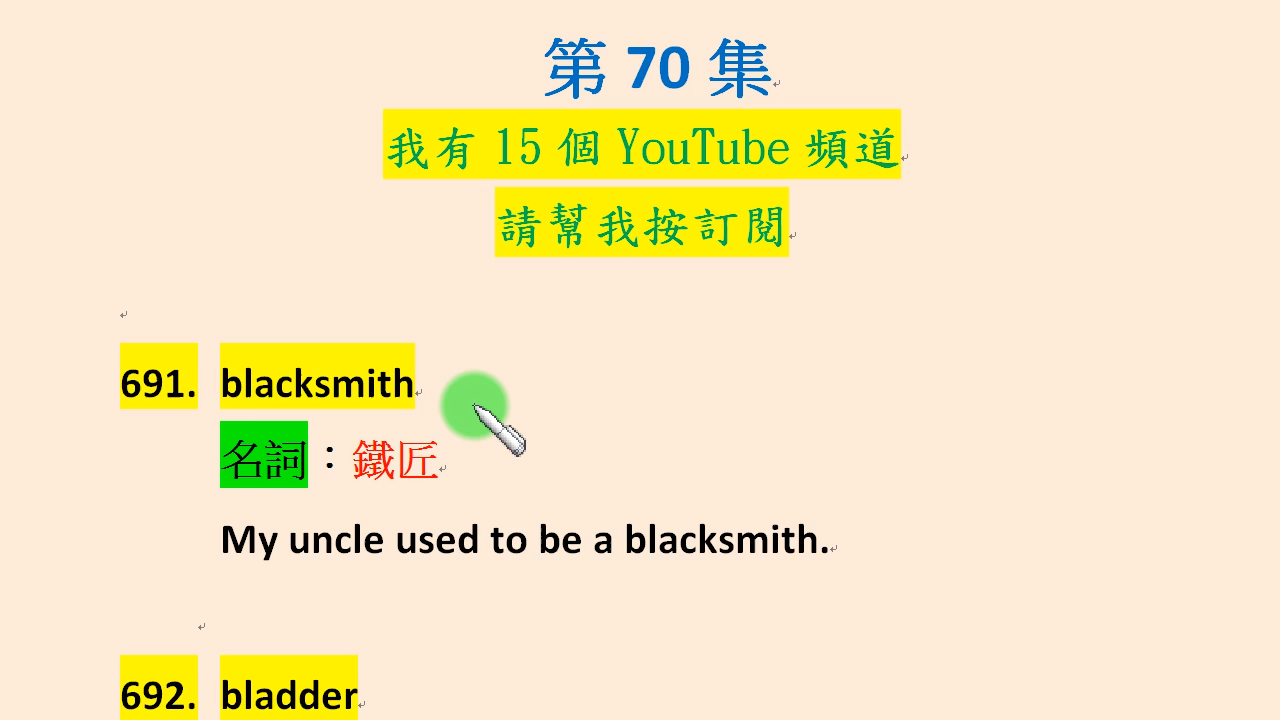 第 70 集
我有 15 個 YouTube 頻道
請幫我按訂閱
691. blacksmith
名詞：鐵匠
My uncle used to be a blacksmith.
692. bladder